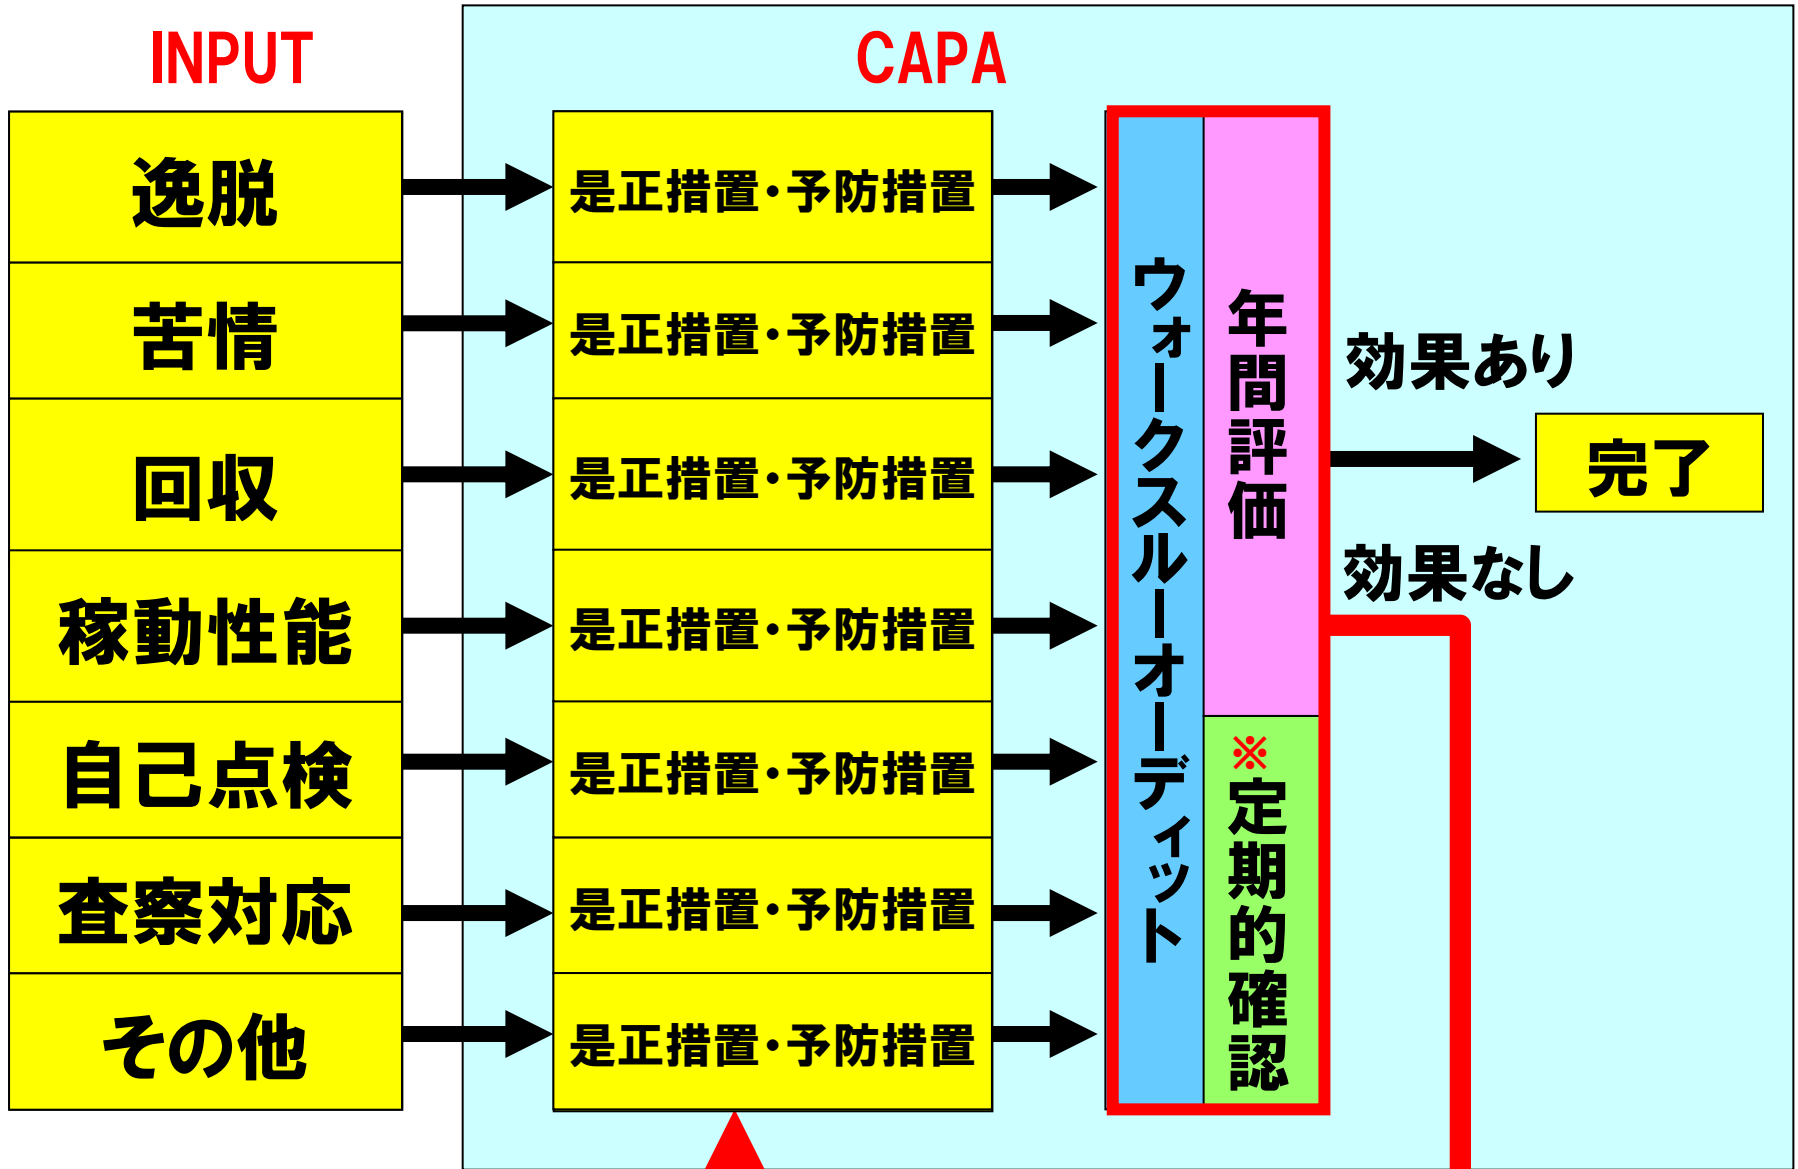 INPUT
CAPA
逸脱
是正措置・予防措置
苦情
是正措置・予防措置
回収
是正措置・予防措置
稼動性能
是正措置・予防措置
自己点検
是正措置・予防措置
査察対応
是正措置・予防措置
その他
是正措置・予防措置
ウォークスルーオーディット
年間評価
※定期的確認
効果あり
完了
効果なし